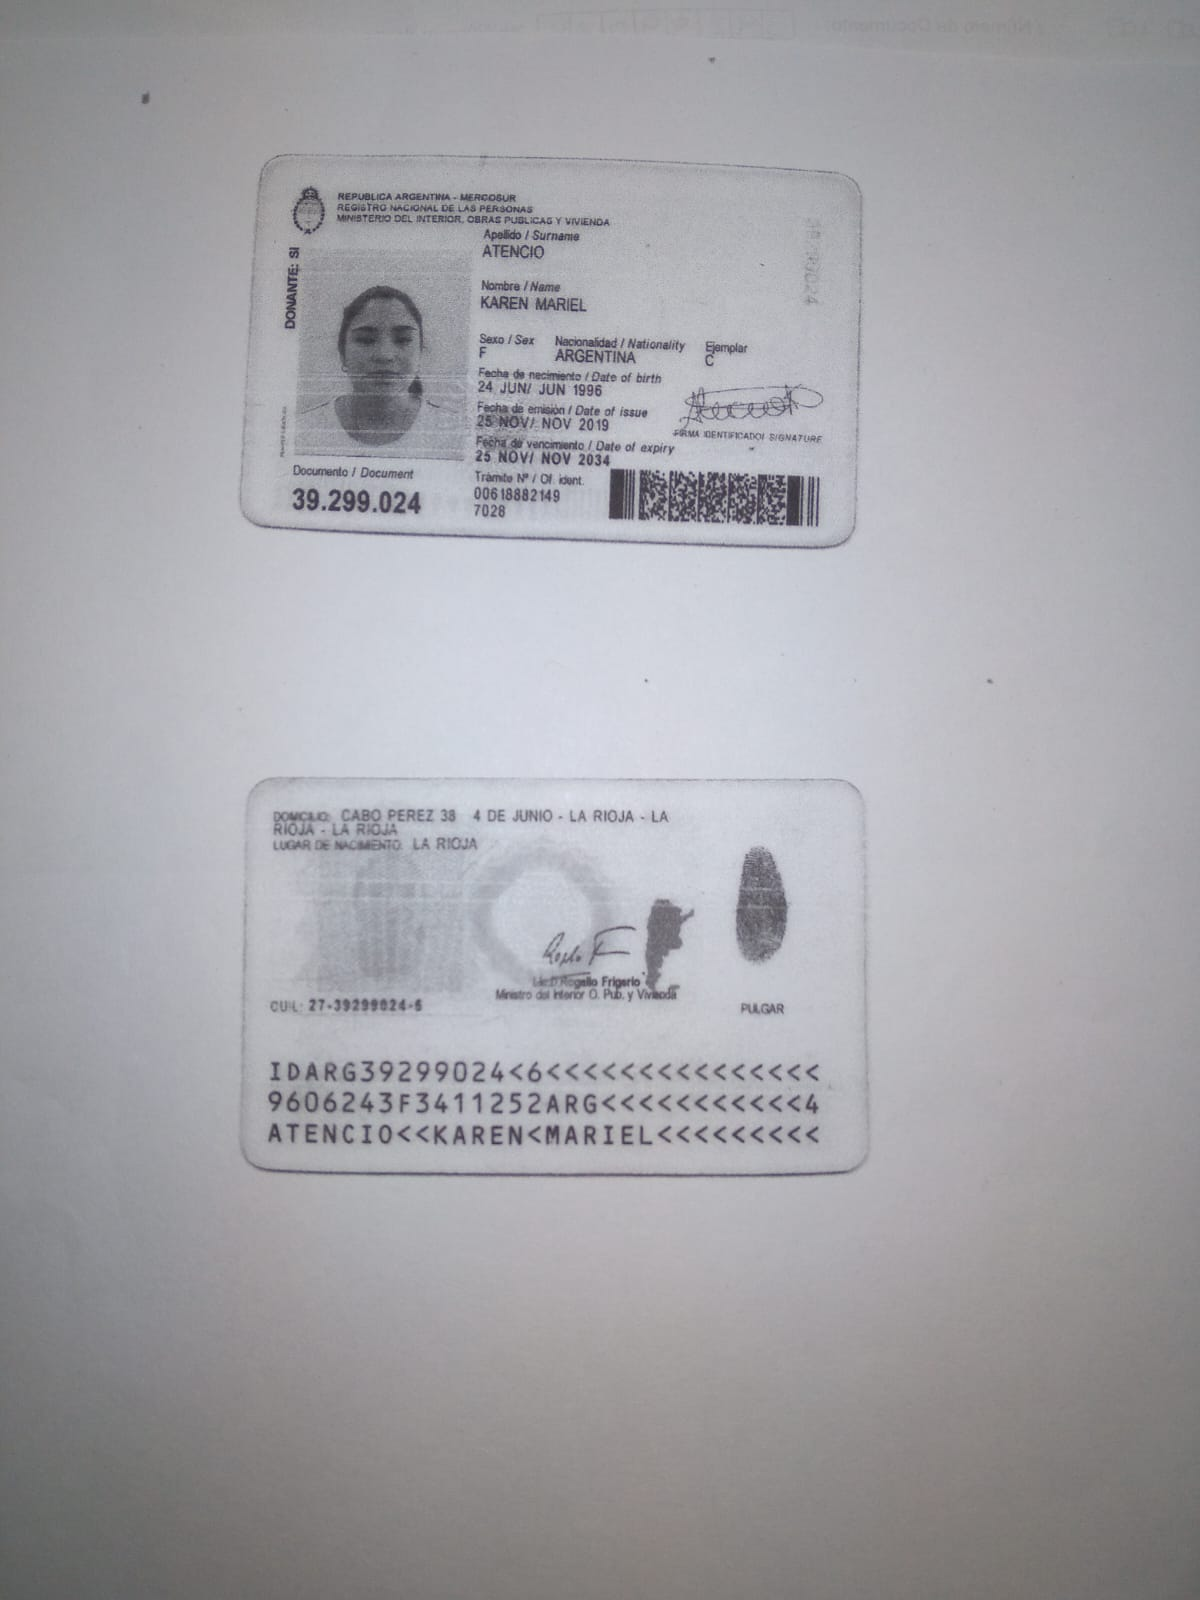 REPUBLICA ARGENTINA - MERCOSUR
REGISTRO NACIONAL DE LAS PERSONAS
MINISTERIO DEL INTERIOR, OBRAS PUBLICAS Y VIVIENDA
Apellido / Surname
ATENCIO
Nombre / Name
KAREN MARIEL
Sexo / Sex Nacionalidad / Nationality Ejemplar
F ARGENTINA C
Fecha de nacimiento / Date of birth
24 JUN/ JUN 1996
Fecha de emisión / Date of issue
25 NOV/ NOV 2019
FIRMA IDENTIFICADO/ SIGNATURE
Fecha de vencimiento / Date of expiry
25 NOV/ NOV 2034
Trámite Nº / Of. ident.
00618882149
7028
DONANTE: SI
Documento / Document
39.299.024
DOMICILIO: CABO PEREZ 38 4 DE JUNIO - LA RIOJA - LA
RIOJA - LA RIOJA
LUGAR DE NACIMIENTO: LA RIOJA
Rogelio Frigerio
Ministro del Interior O. Pub. y Vivienda
CUIL: 27-39299024-6
PULGAR
IDARG39299024<6<<<<<<<<<<<<<<<
9606243F3411252ARG<<<<<<<<<<<4
ATENCIO<<KAREN<MARIEL<<<<<<<<<